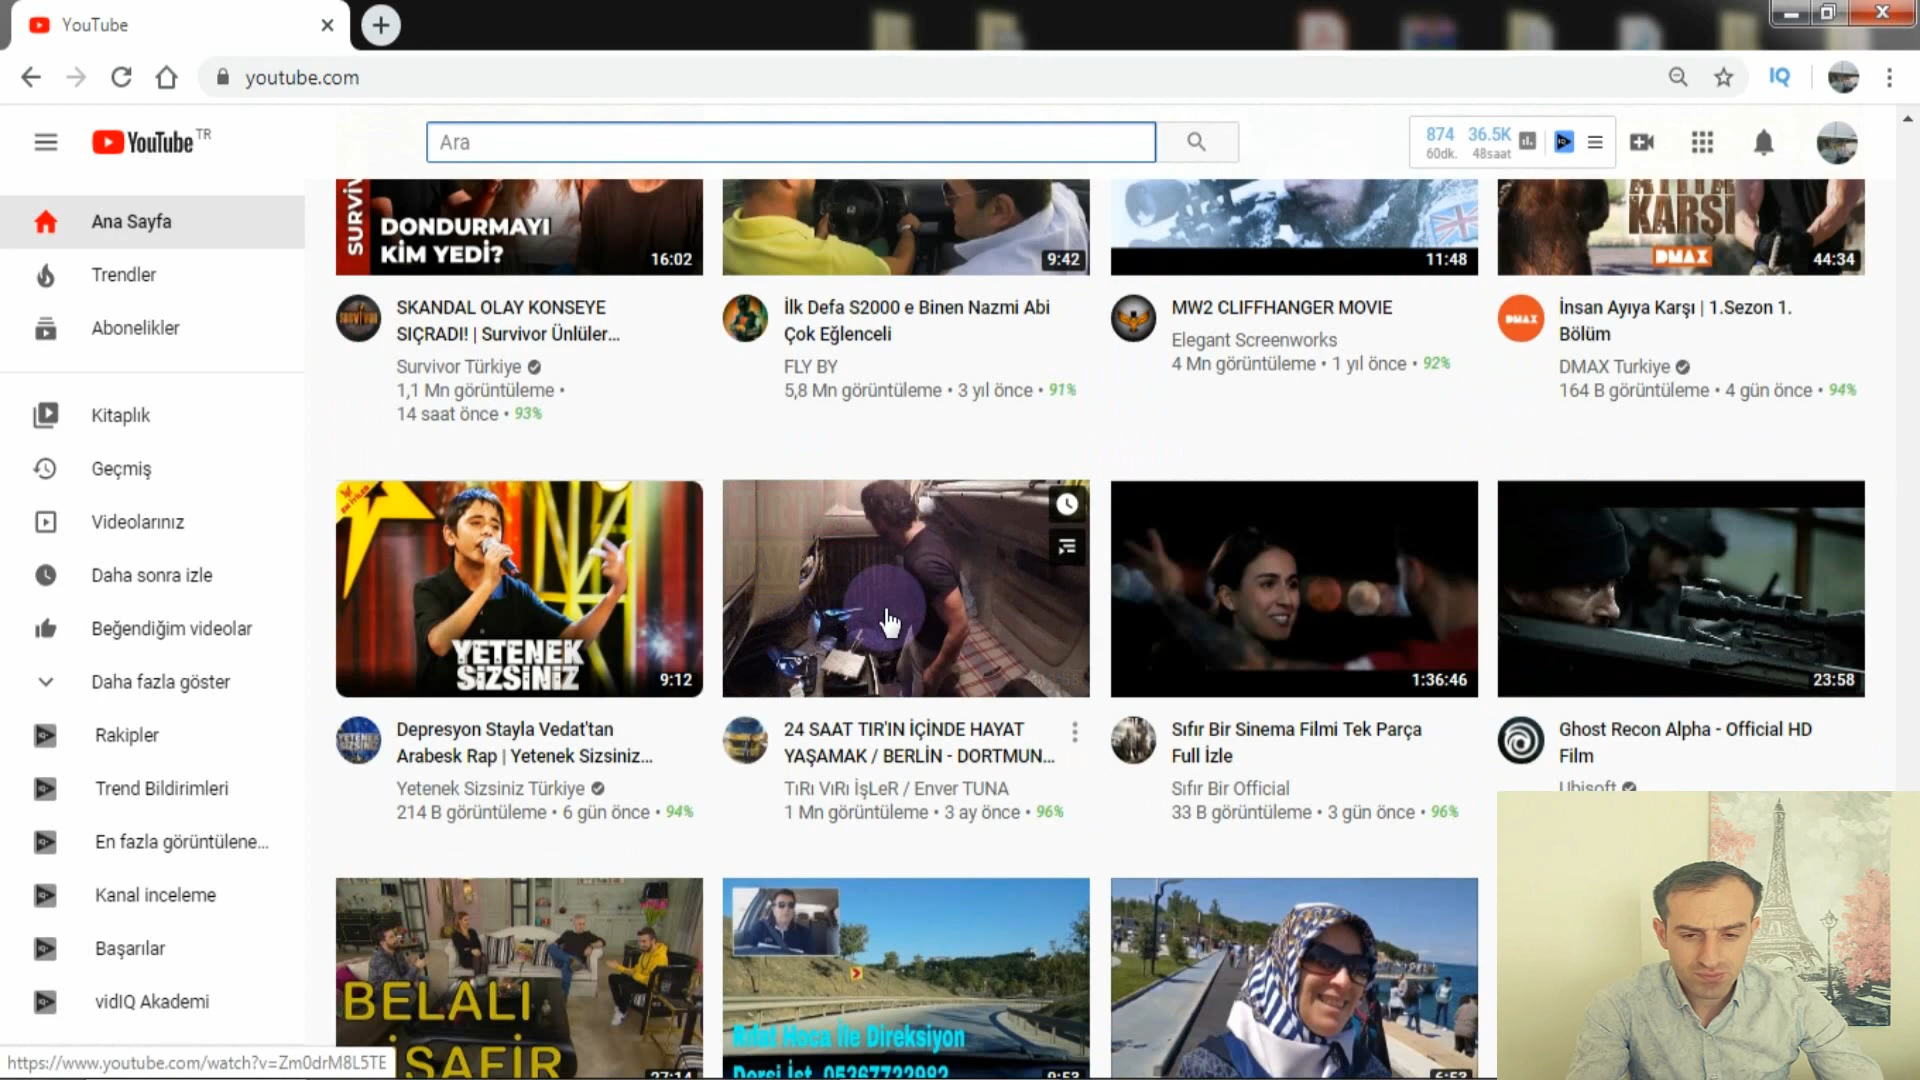 YouTube
youtube.com
IQ
YouTube TR
Ara
874 36.5K
60dk. 48saat
Ana Sayfa
Trendler
Abonelikler
Kitaplık
Geçmiş
Videolarınız
Daha sonra izle
Beğendiğim videolar
Daha fazla göster
Rakipler
Trend Bildirimleri
En fazla görüntülene...
Kanal inceleme
Başarılar
vidIQ Akademi
DONDURMAYI
KİM YEDİ?
16:02
9:42
11:48
KARŞI
DMAX
44:34
SKANDAL OLAY KONSEYE
SIÇRADI! | Survivor Ünlüler...
Survivor Türkiye
1,1 Mn görüntüleme •
14 saat önce • 93%
İlk Defa S2000 e Binen Nazmi Abi
Çok Eğlenceli
FLY BY
5,8 Mn görüntüleme • 3 yıl önce • 91%
MW2 CLIFFHANGER MOVIE
Elegant Screenworks
4 Mn görüntüleme • 1 yıl önce • 92%
DMAX
İnsan Ayıya Karşı | 1.Sezon 1.
Bölüm
DMAX Turkiye
164 B görüntüleme • 4 gün önce • 94%
YETENEK
SİZSİNİZ
9:12
1:36:46
23:58
Depresyon Stayla Vedat'tan
Arabesk Rap | Yetenek Sizsiniz...
Yetenek Sizsiniz Türkiye
214 B görüntüleme • 6 gün önce • 94%
24 SAAT TIR'IN İÇİNDE HAYAT
YAŞAMAK / BERLİN - DORTMUN...
TıRı VıRı İşLeR / Enver TUNA
1 Mn görüntüleme • 3 ay önce • 96%
Sıfır Bir Sinema Filmi Tek Parça
Full İzle
Sıfır Bir Official
33 B görüntüleme • 3 gün önce • 96%
Ghost Recon Alpha - Official HD
Film
Ubisoft
BELALI
27:14
Rıfat Hoca İle Direksiyon
Dersi İst. 05367722982
9:53
6:53
https://www.youtube.com/watch?v=Zm0drM8L5TE